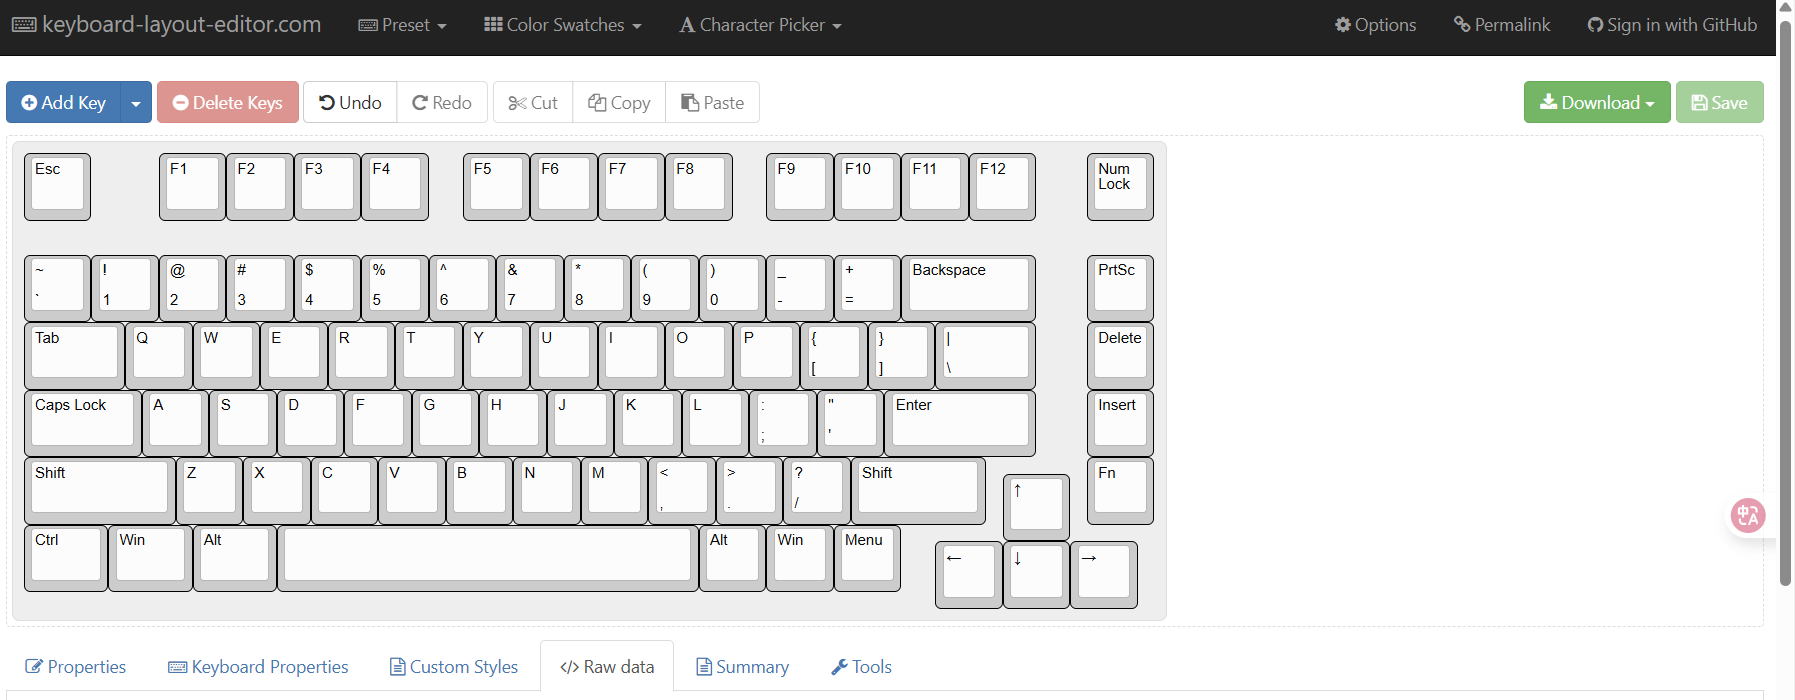 keyboard-layout-editor.com Preset Color Swatches Character Picker Options Permalink Sign in with GitHub
Add Key Delete Keys Undo Redo Cut Copy Paste Download Save
Esc F1 F2 F3 F4 F5 F6 F7 F8 F9 F10 F11 F12 Num
Lock
~ ! @ # $ % ^ & * ( ) _ + Backspace PrtSc
` 1 2 3 4 5 6 7 8 9 0 - =
Tab Q W E R T Y U I O P { } | Delete
[ ] \
Caps Lock A S D F G H J K L : " Enter Insert
; '
Shift Z X C V B N M < > ? Shift Fn
, . /
↑
Ctrl Win Alt Alt Win Menu
← ↓ →
Properties Keyboard Properties Custom Styles </> Raw data Summary Tools
中A